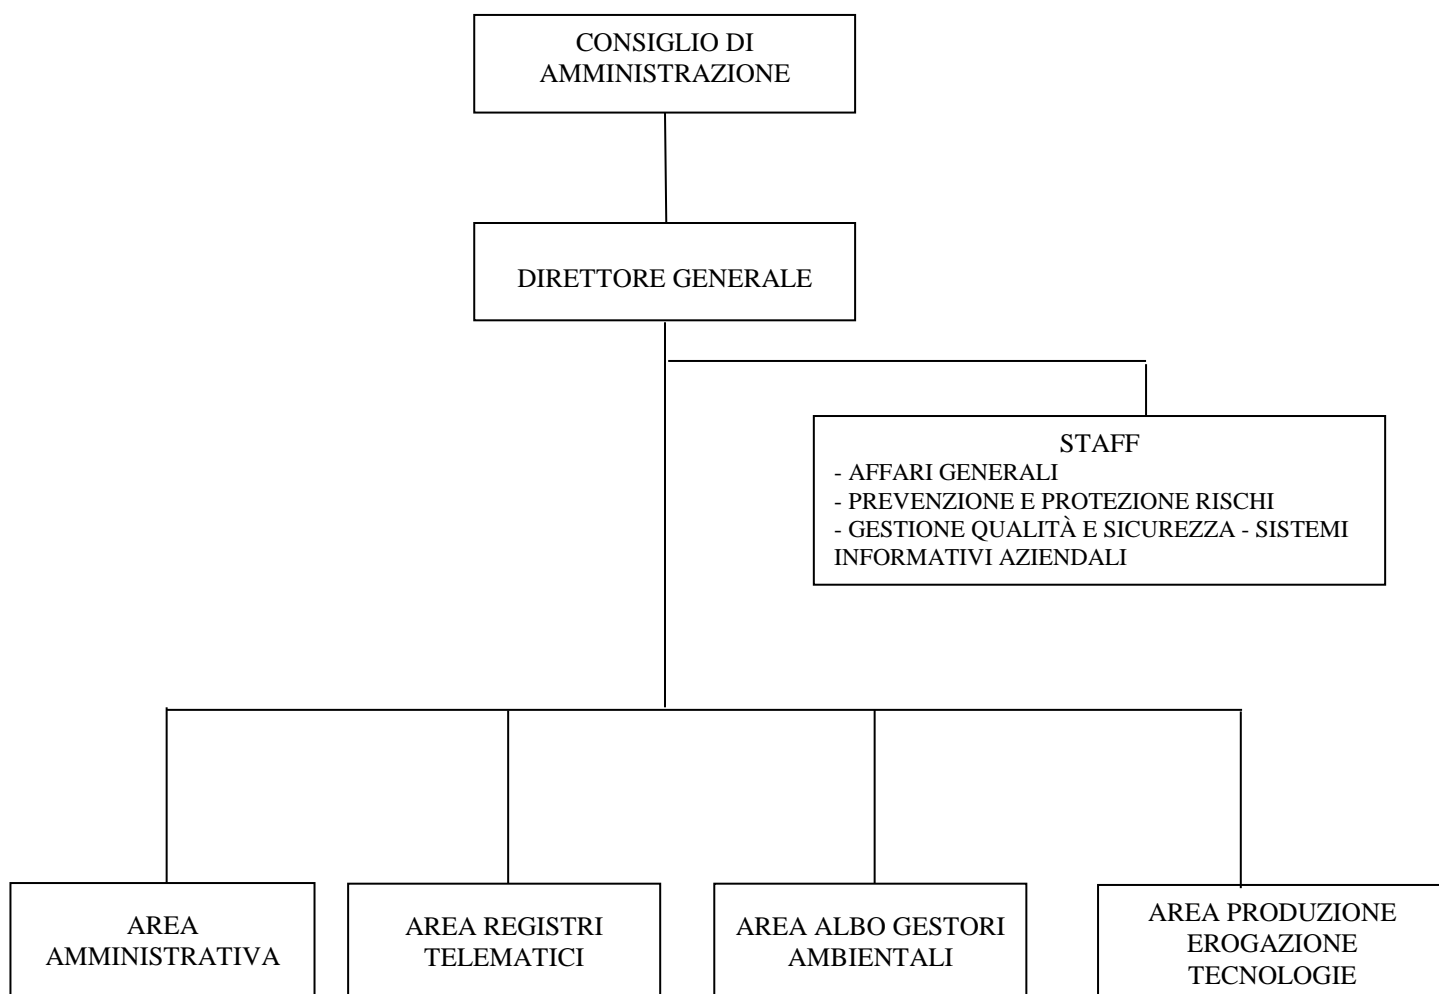 CONSIGLIO DI
AMMINISTRAZIONE
DIRETTORE GENERALE
STAFF
- AFFARI GENERALI
- PREVENZIONE E PROTEZIONE RISCHI
- GESTIONE QUALITÀ E SICUREZZA - SISTEMI
INFORMATIVI AZIENDALI
AREA
AMMINISTRATIVA
AREA REGISTRI
TELEMATICI
AREA ALBO GESTORI
AMBIENTALI
AREA PRODUZIONE
EROGAZIONE
TECNOLOGIE